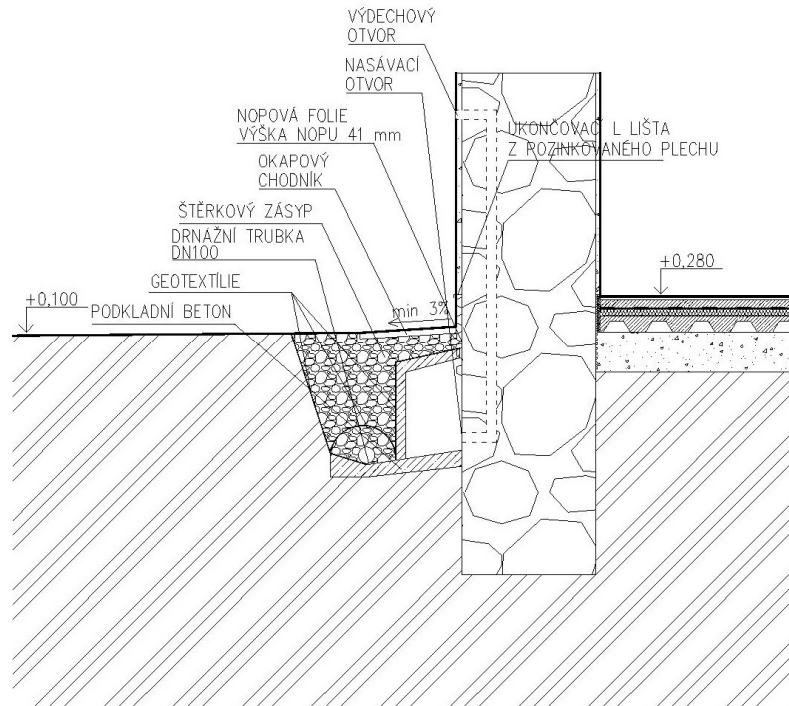 VÝDECHOVÝ
OTVOR
NASÁVACÍ
OTVOR
NOPOVÁ FOLIE
VÝŠKA NOPU 41 mm
UKONČOVACÍ L LIŠTA
Z POZINKOVANÉHO PLECHU
OKAPOVÝ
CHODNÍK
ŠTĚRKOVÝ ZÁSYP
DRNÁŽNÍ TRUBKA
DN100
GEOTEXTÍLIE
+0,280
+0,100
PODKLADNÍ BETON
min 3%